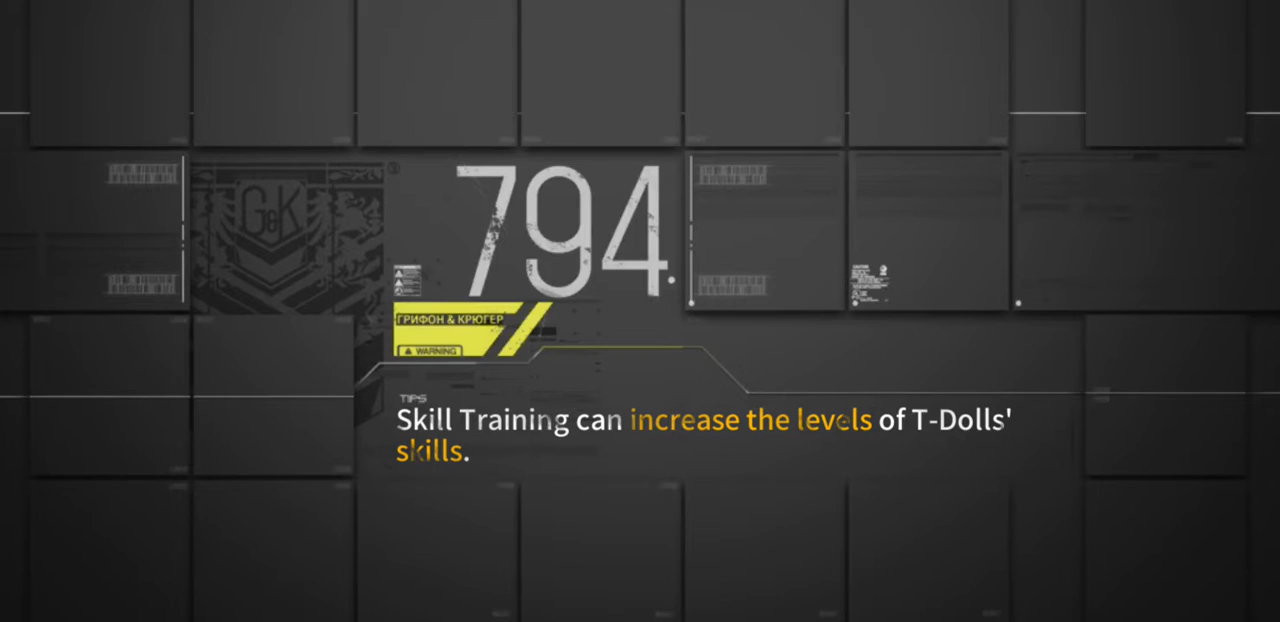 G&K
794.
ГРИФОН & КРЮГЕР
WARNING
TIPS
Skill Training can increase the levels of T-Dolls'
skills.